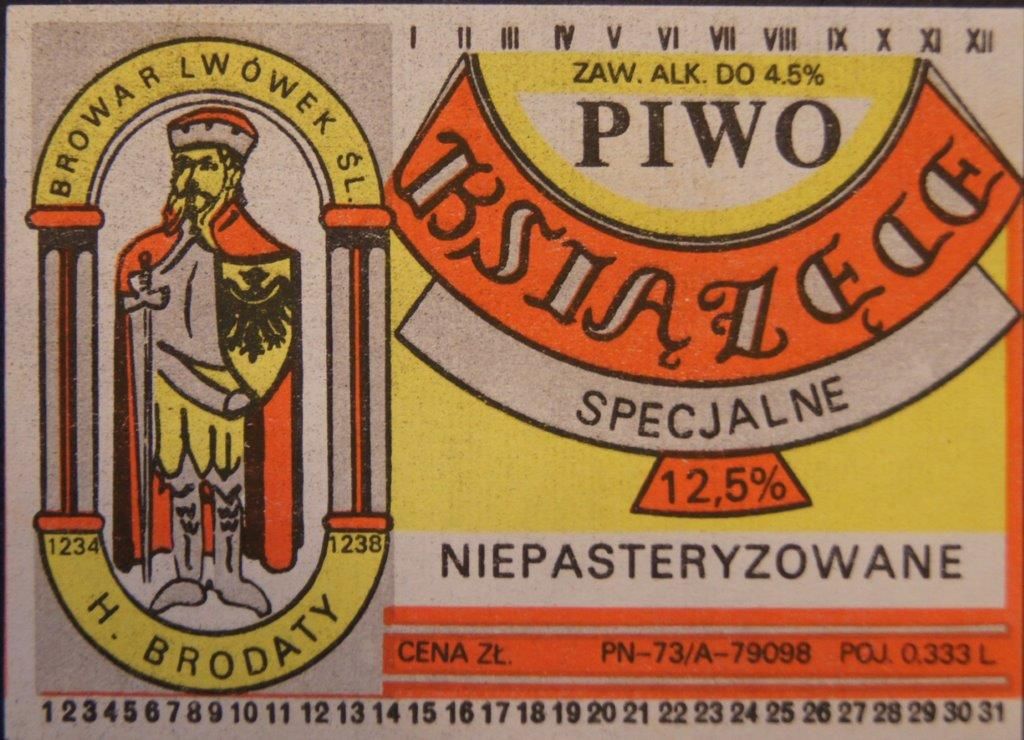 BROWAR LWÓWEK ŚL.
1234 1238
H. BRODATY
I II III IV V VI VII VIII IX X XI XII
ZAW. ALK. DO 4.5%
PIWO
KSIĄŻĘCE
SPECJALNE
12,5%
NIEPASTERYZOWANE
CENA ZŁ. PN-73/A-79098 POJ. 0.333 L
1 2 3 4 5 6 7 8 9 10 11 12 13 14 15 16 17 18 19 20 21 22 23 24 25 26 27 28 29 30 31